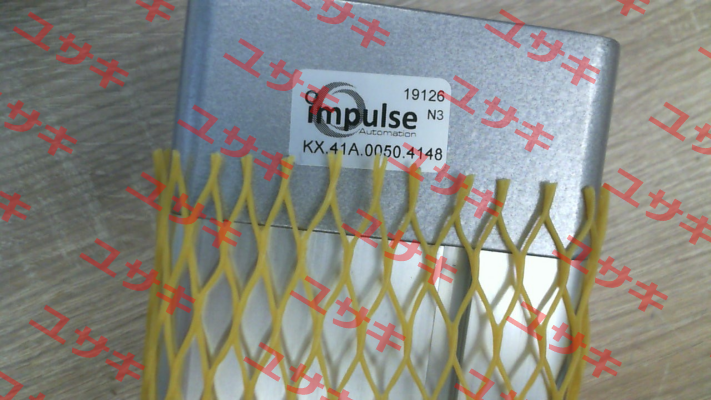 19126
impulse
N3
Automation
KX.41A.0050.4148
ユサキ